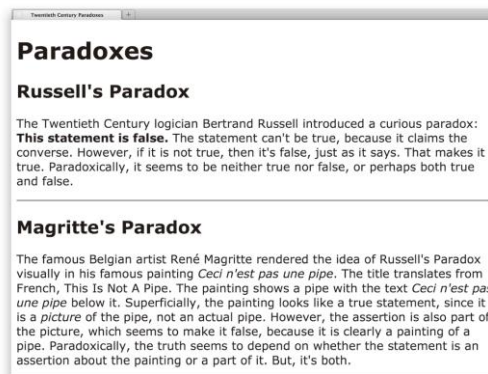 Twentieth Century Paradoxes
Paradoxes
Russell's Paradox
The Twentieth Century logician Bertrand Russell introduced a curious paradox:
This statement is false. The statement can't be true, because it claims the
converse. However, if it is not true, then it's false, just as it says. That makes it
true. Paradoxically, it seems to be neither true nor false, or perhaps both true
and false.
Magritte's Paradox
The famous Belgian artist René Magritte rendered the idea of Russell's Paradox
visually in his famous painting Ceci n'est pas une pipe. The title translates from
French, This Is Not A Pipe. The painting shows a pipe with the text Ceci n'est pas
une pipe below it. Superficially, the painting looks like a true statement, since it
is a picture of the pipe, not an actual pipe. However, the assertion is also part of
the picture, which seems to make it false, because it is clearly a painting of a
pipe. Paradoxically, the truth seems to depend on whether the statement is an
assertion about the painting or a part of it. But, it's both.